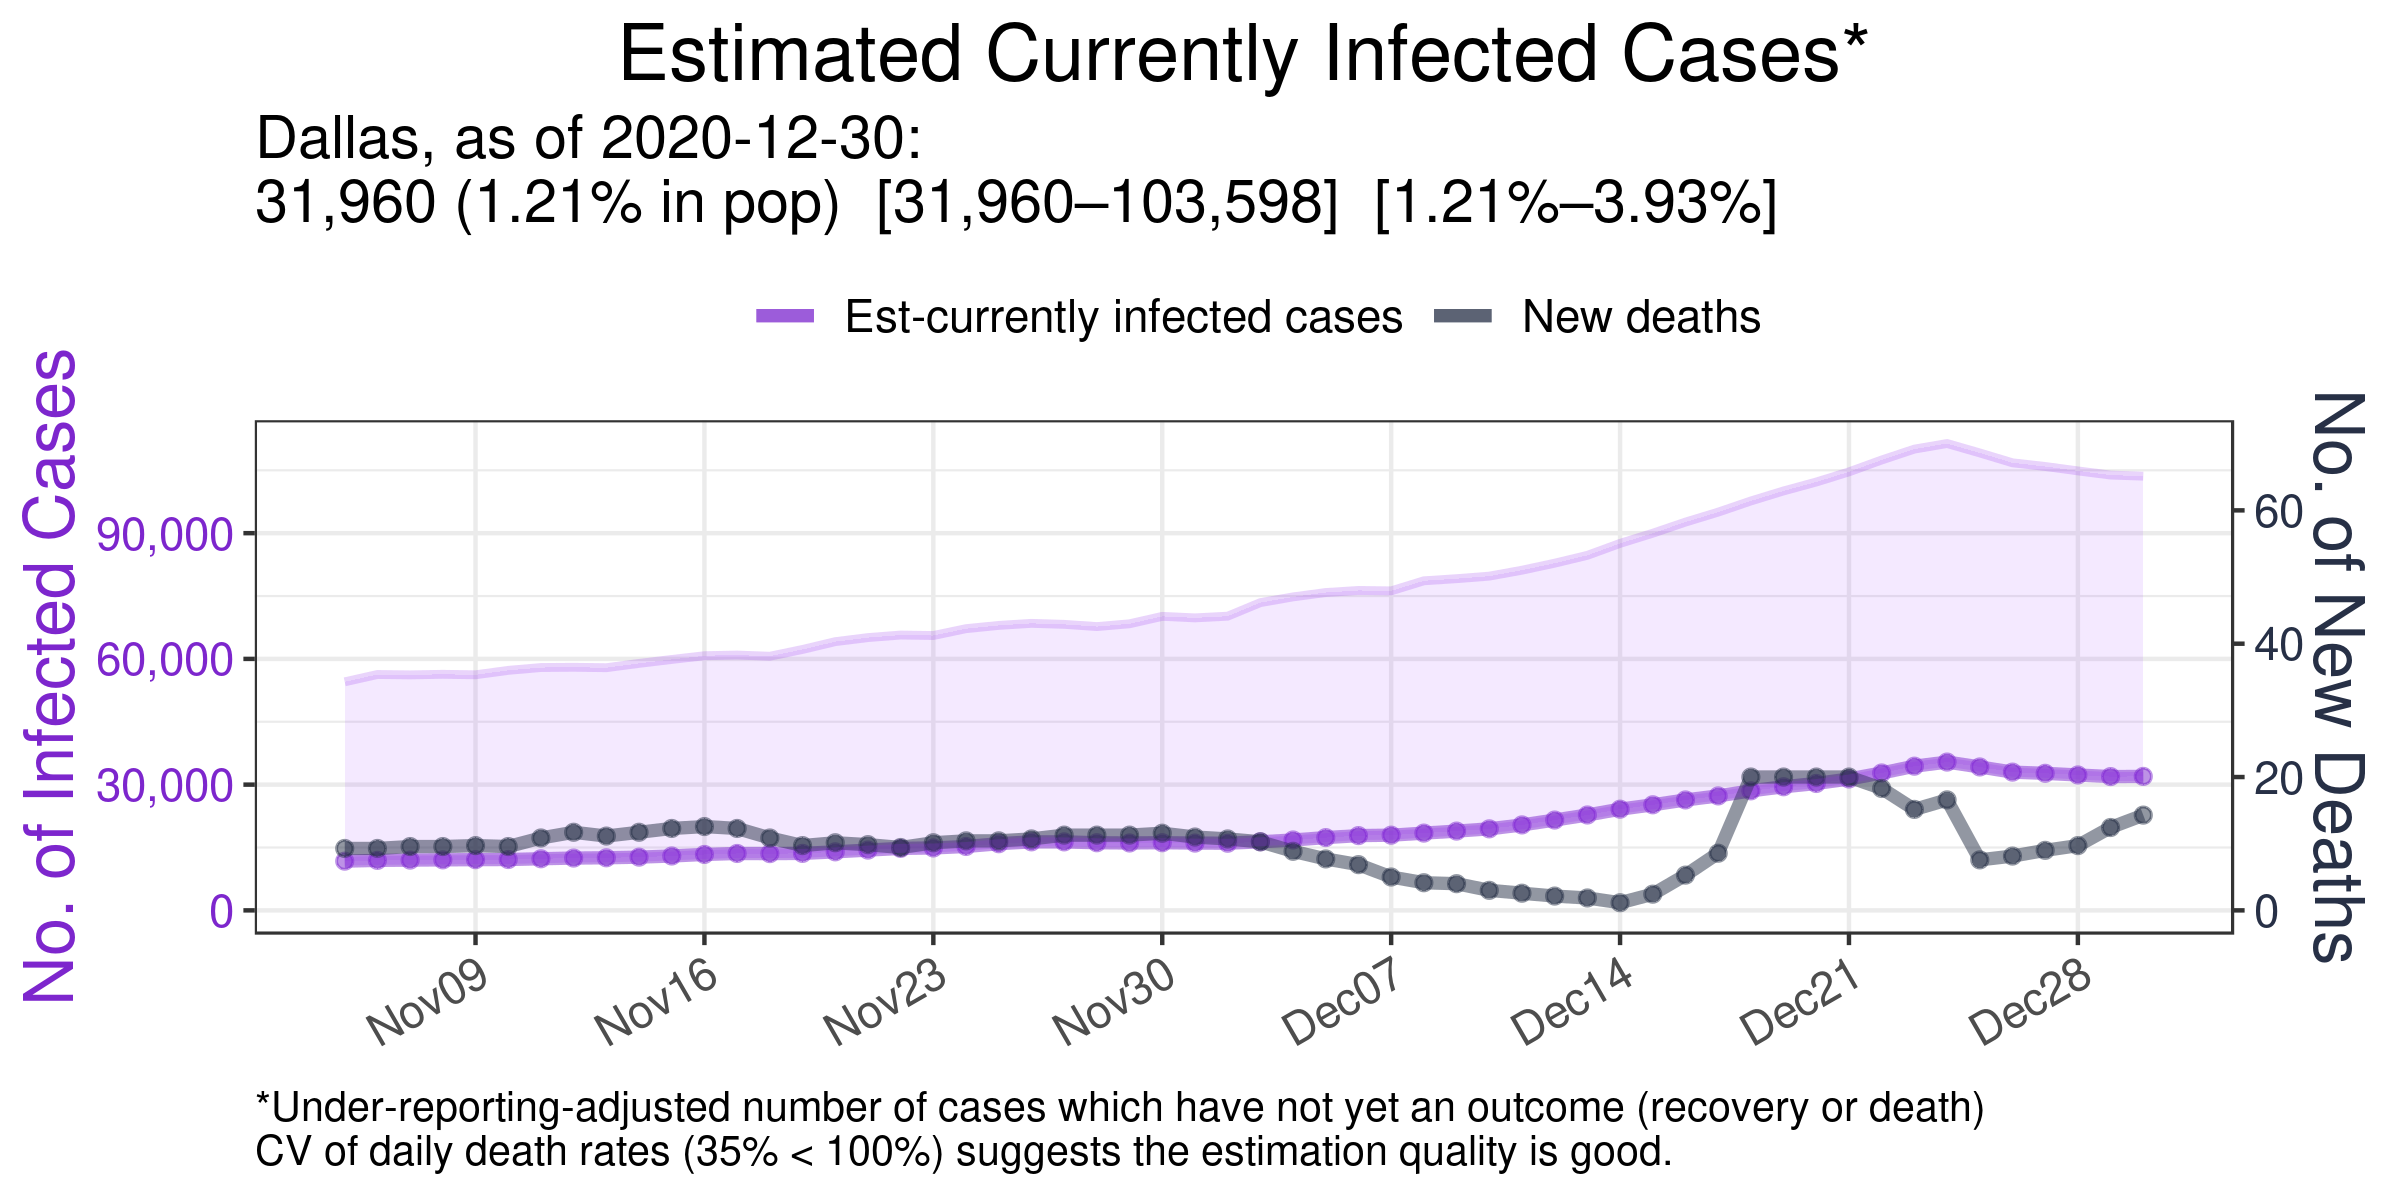 Estimated Currently Infected Cases*
Dallas, as of 2020-12-30:
31,960 (1.21% in pop)  [31,960–103,598]  [1.21%–3.93%]
Est-currently infected cases
New deaths
No. of Infected Cases
90,000
60,000
30,000
0
No. of New Deaths
60
40
20
0
Nov09
Nov16
Nov23
Nov30
Dec07
Dec14
Dec21
Dec28
*Under-reporting-adjusted number of cases which have not yet an outcome (recovery or death)
CV of daily death rates (35% < 100%) suggests the estimation quality is good.